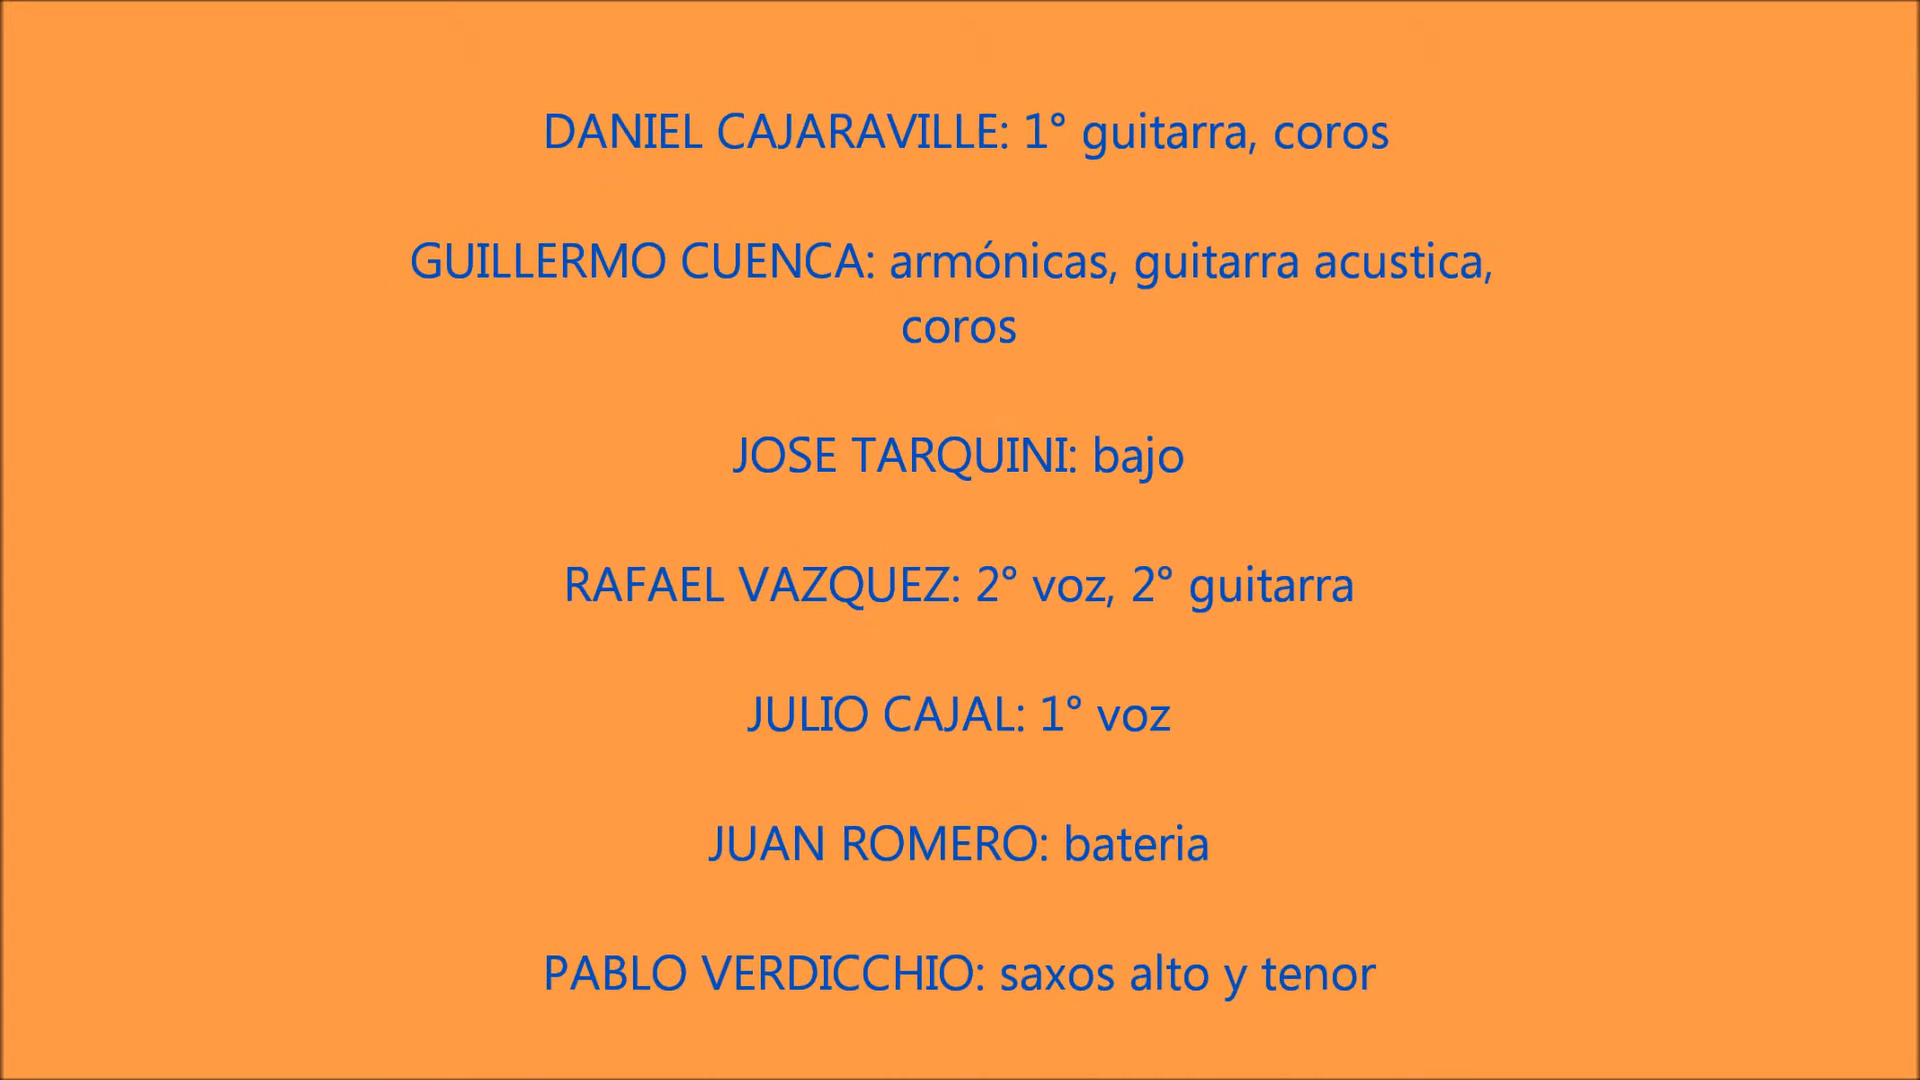 DANIEL CAJARAVILLE: 1° guitarra, coros
GUILLERMO CUENCA: armónicas, guitarra acustica,
coros
JOSE TARQUINI: bajo
RAFAEL VAZQUEZ: 2° voz, 2° guitarra
JULIO CAJAL: 1° voz
JUAN ROMERO: bateria
PABLO VERDICCHIO: saxos alto y tenor